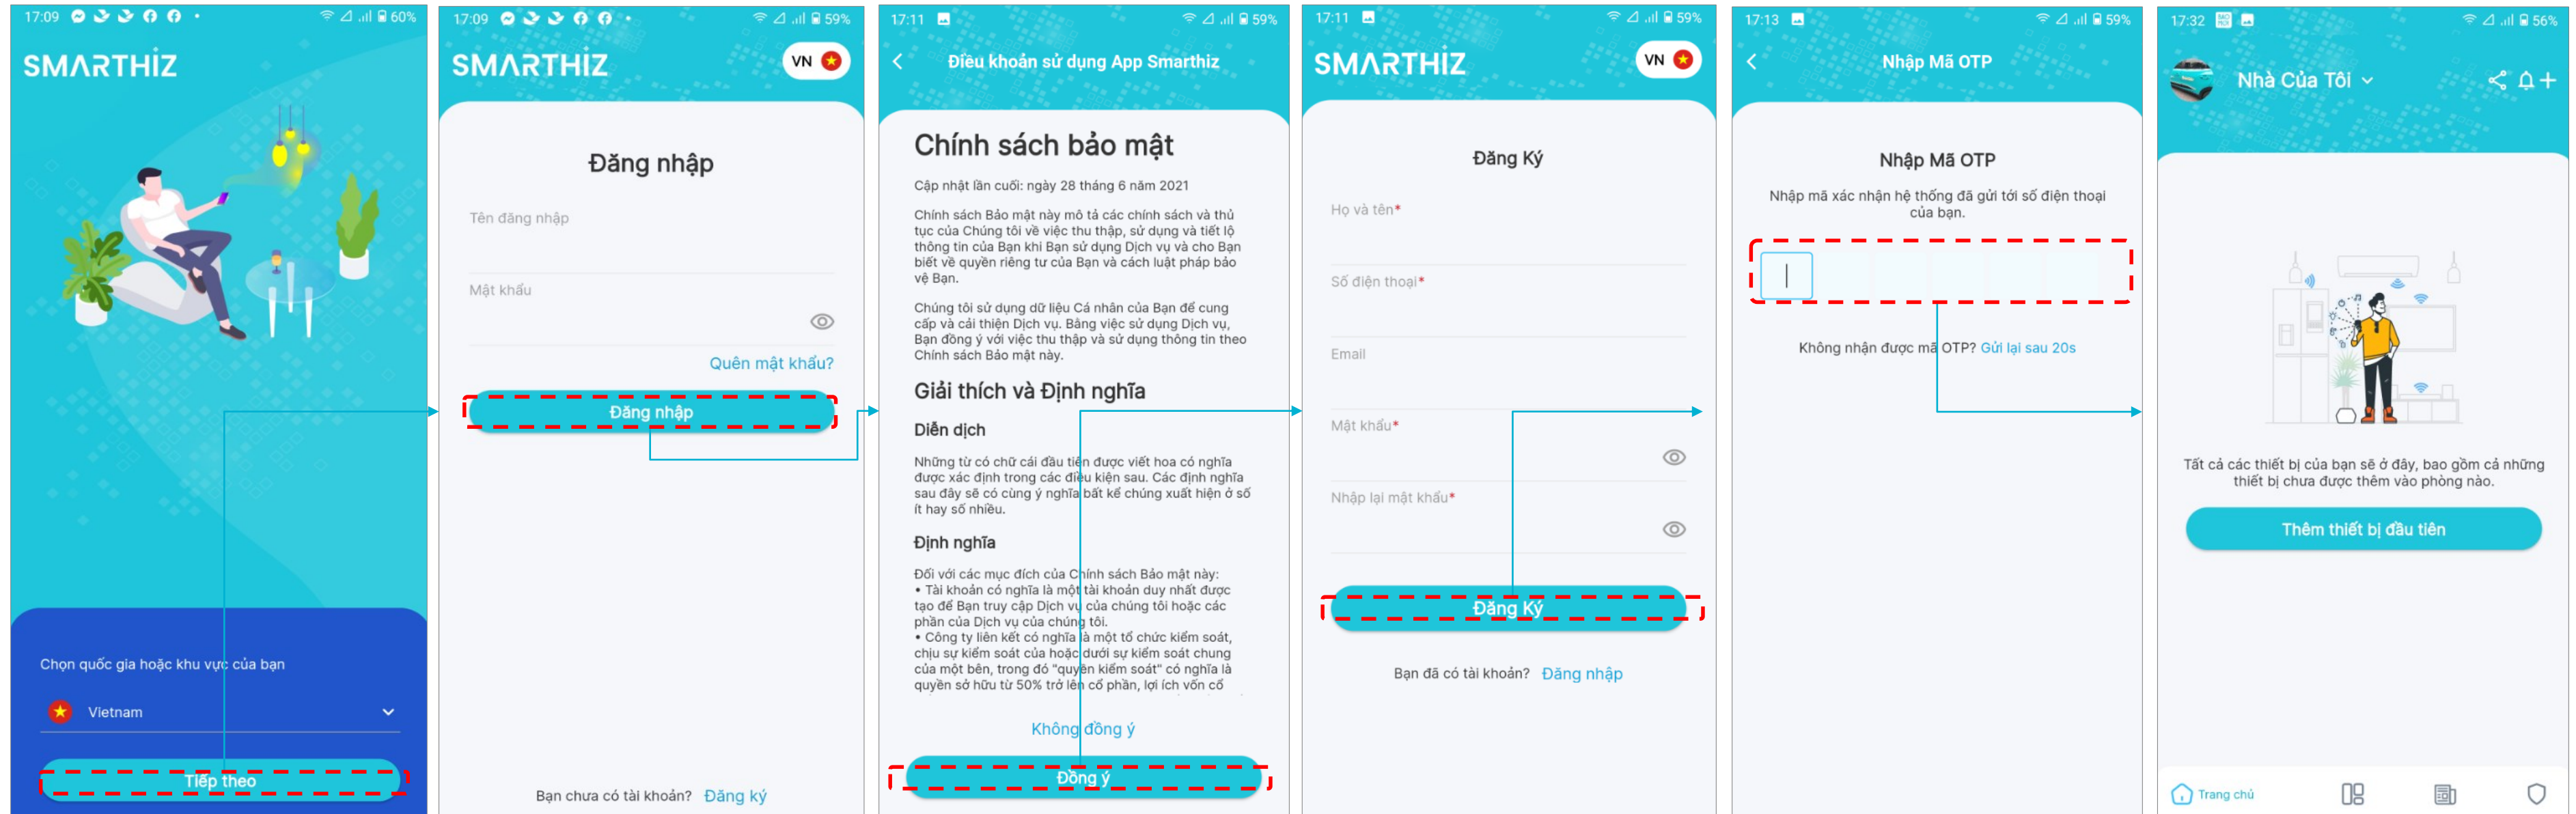 17:09
60%
SMARTHIZ
Chọn quốc gia hoặc khu vực của bạn
Vietnam
Tiếp theo
17:09
59%
SMARTHIZ
VN
Đăng nhập
Tên đăng nhập
Mật khẩu
Quên mật khẩu?
Đăng nhập
Bạn chưa có tài khoản? Đăng ký
17:11
59%
Điều khoản sử dụng App Smarthiz
Chính sách bảo mật
Cập nhật lần cuối: ngày 28 tháng 6 năm 2021
Chính sách Bảo mật này mô tả các chính sách và thủ
tục của Chúng tôi về việc thu thập, sử dụng và tiết lộ
thông tin của Bạn khi Bạn sử dụng Dịch vụ và cho Bạn
biết về quyền riêng tư của Bạn và cách luật pháp bảo
vệ Bạn.
Chúng tôi sử dụng dữ liệu Cá nhân của Bạn để cung
cấp và cải thiện Dịch vụ. Bằng việc sử dụng Dịch vụ,
Bạn đồng ý với việc thu thập và sử dụng thông tin theo
Chính sách Bảo mật này.
Giải thích và Định nghĩa
Diễn dịch
Những từ có chữ cái đầu tiên được viết hoa có nghĩa
được xác định trong các điều kiện sau. Các định nghĩa
sau đây sẽ có cùng ý nghĩa bất kể chúng xuất hiện ở số
ít hay số nhiều.
Định nghĩa
Đối với các mục đích của Chính sách Bảo mật này:
• Tài khoản có nghĩa là một tài khoản duy nhất được
tạo để Bạn truy cập Dịch vụ của chúng tôi hoặc các
phần của Dịch vụ của chúng tôi.
• Công ty liên kết có nghĩa là một tổ chức kiểm soát,
chịu sự kiểm soát của hoặc dưới sự kiểm soát chung
của một bên, trong đó "quyền kiểm soát" có nghĩa là
quyền sở hữu từ 50% trở lên cổ phần, lợi ích vốn cổ
Không đồng ý
Đồng ý
17:11
59%
SMARTHIZ
VN
Đăng Ký
Họ và tên*
Số điện thoại*
Email
Mật khẩu*
Nhập lại mật khẩu*
Đăng Ký
Bạn đã có tài khoản? Đăng nhập
17:13
59%
Nhập Mã OTP
Nhập Mã OTP
Nhập mã xác nhận hệ thống đã gửi tới số điện thoại
của bạn.
Không nhận được mã OTP? Gửi lại sau 20s
17:32
56%
Nhà Của Tôi
Tất cả các thiết bị của bạn sẽ ở đây, bao gồm cả những
thiết bị chưa được thêm vào phòng nào.
Thêm thiết bị đầu tiên
Trang chủ